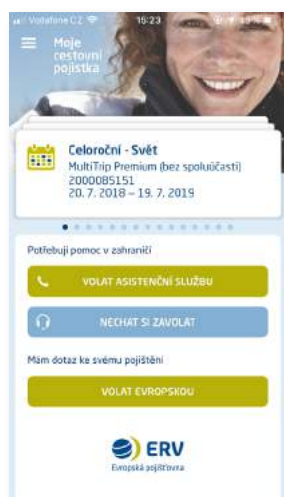 Vodafone CZ 15:23
Moje
cestovní
pojistka
Celoroční - Svět
MultiTrip Premium (bez spoluúčasti)
2000085151
20. 7. 2018 – 19. 7. 2019
Potřebuji pomoc v zahraničí
VOLAT ASISTENČNÍ SLUŽBU
NECHAT SI ZAVOLAT
Mám dotaz ke svému pojištění
VOLAT EVROPSKOU
ERV
Evropská pojišťovna